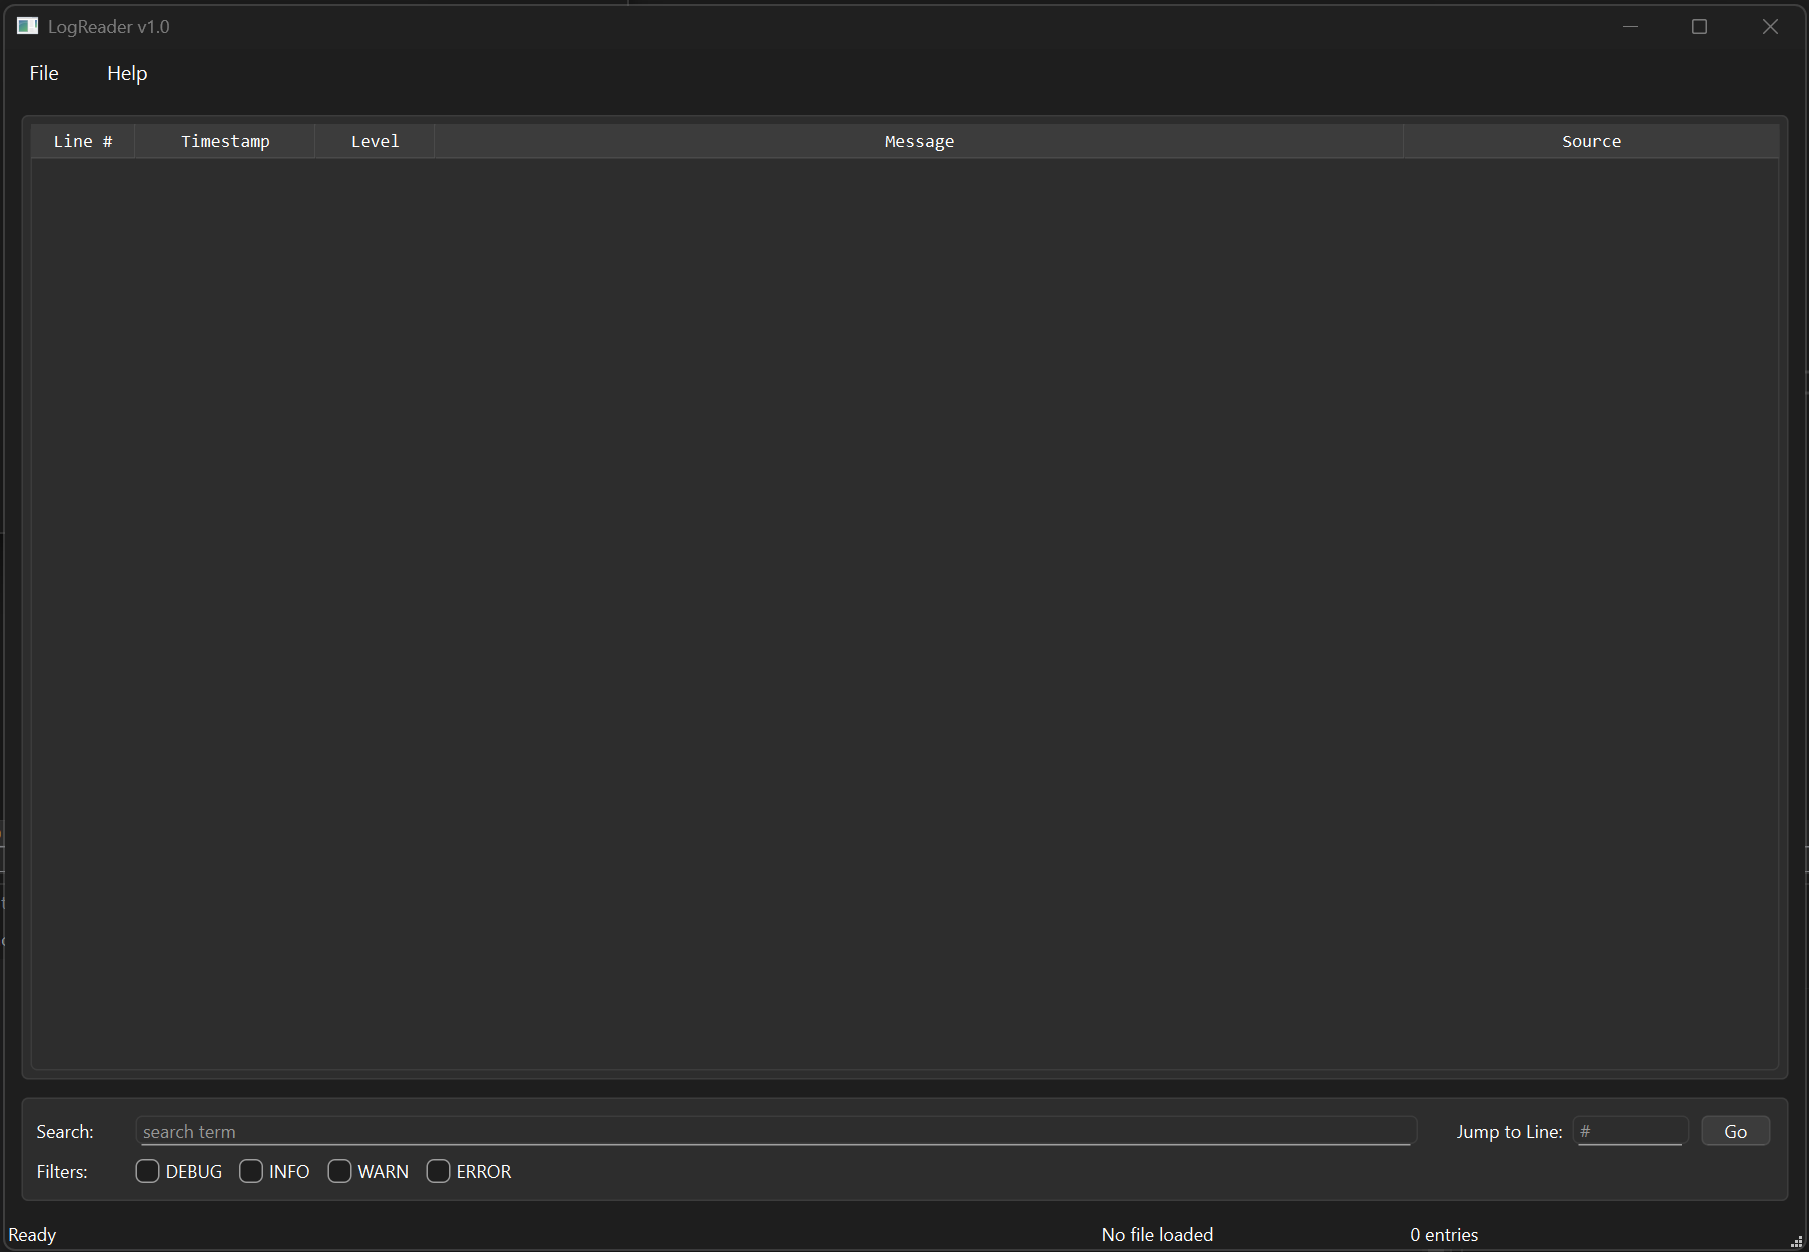 LogReader v1.0
File Help
Line # Timestamp Level Message Source
Search: search term Jump to Line: # Go
Filters: DEBUG INFO WARN ERROR
Ready No file loaded 0 entries